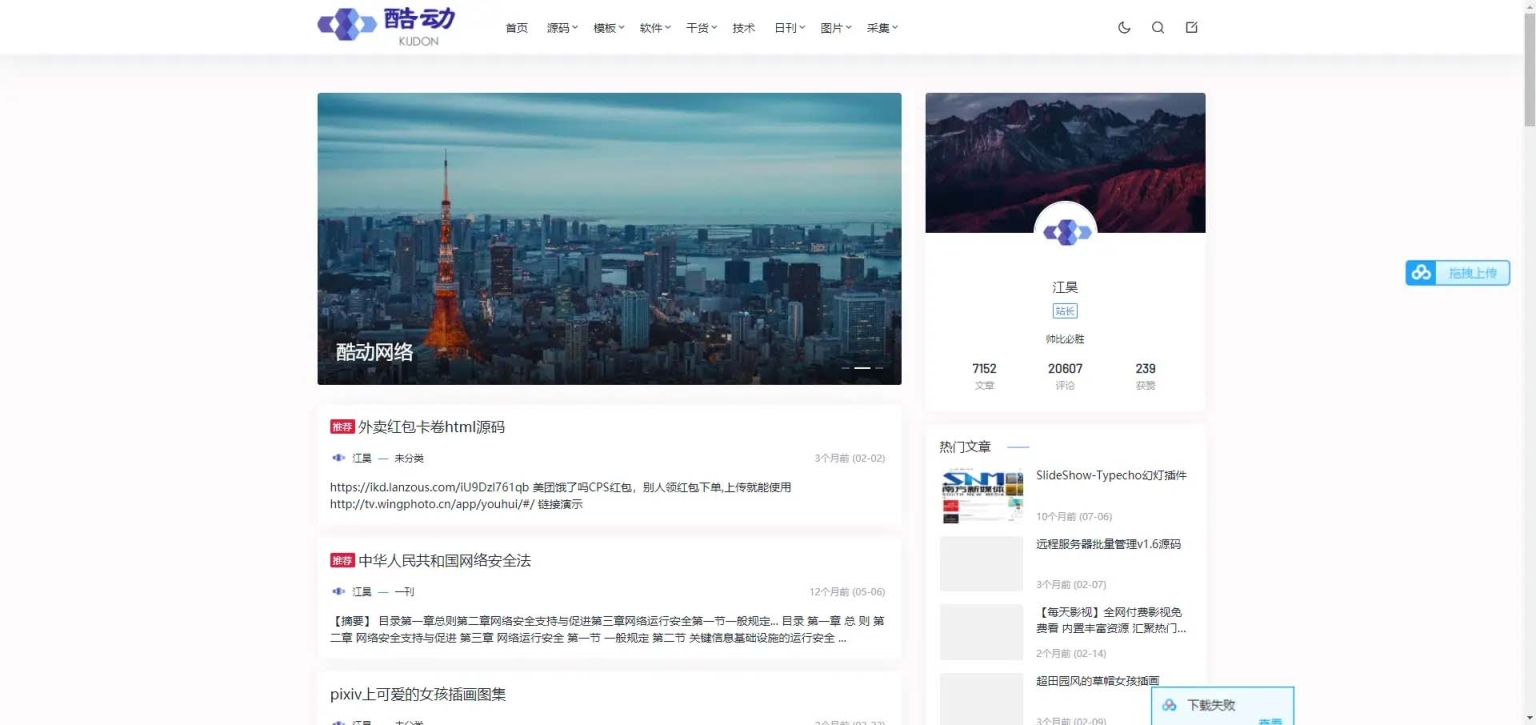 酷动
KUDON
首页 源码 模板 软件 干货 技术 日刊 图片 采集
酷动网络
推荐 外卖红包卡卷html源码
江昊 — 未分类 3个月前 (02-02)
https://ikd.lanzous.com/iU9Dzl761qb 美团饿了吗CPS红包，别人领红包下单,上传就能使用
http://tv.wingphoto.cn/app/youhui/#/ 链接演示
推荐 中华人民共和国网络安全法
江昊 — 一刊 12个月前 (05-06)
【摘要】 目录第一章总则第二章网络安全支持与促进第三章网络运行安全第一节一般规定... 目录 第一章 总 则 第
二章 网络安全支持与促进 第三章 网络运行安全 第一节 一般规定 第二节 关键信息基础设施的运行安全 ...
pixiv上可爱的女孩插画图集
江昊 — 未分类
江昊
站长
帅比必胜
7152 20607 239
文章 评论 获赞
热门文章
SNM
南方新媒体
SlideShow-Typecho幻灯插件
10个月前 (07-06)
远程服务器批量管理v1.6源码
3个月前 (02-07)
【每天影视】全网付费影视免
费看 内置丰富资源 汇聚热门...
2个月前 (02-14)
超田园风的草帽女孩插画
3个月前 (02-09)
拖拽上传
下载失败
查看